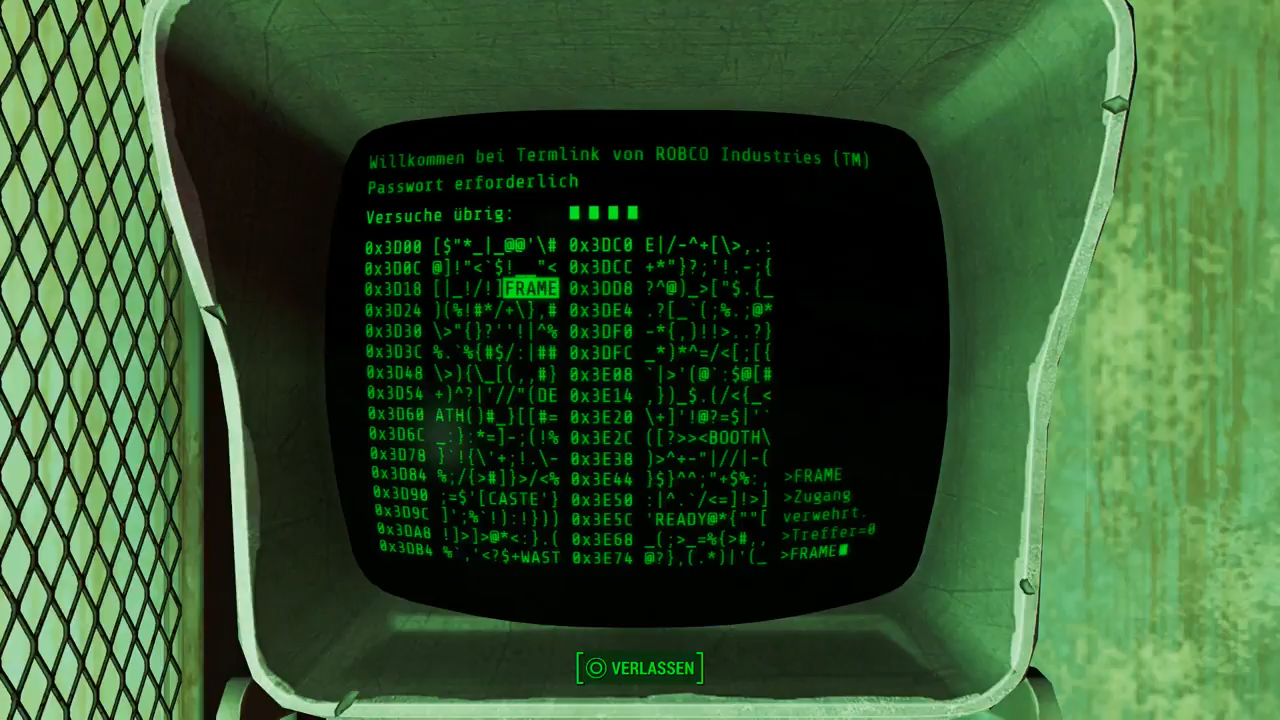 Willkommen bei Termlink von ROBCO Industries (TM)
Passwort erforderlich
Versuche übrig: ■ ■ ■ ■
0x3D00 [$"*_|_@@'\# 0x3DC0 E|/-^+[\>,.:
0x3D0C @]!"<`$!__"< 0x3DCC +*"}?;'!.-;{
0x3D18 [|_!/!]FRAME 0x3DD8 ?^@)_>["$.{_
0x3D24 )(%!#*/+\},# 0x3DE4 .?[_`(;%.;@*
0x3D30 \>"{}?''!|^% 0x3DF0 -*{,)!!>..?}
0x3D3C %.`%{#$/:|## 0x3DFC _*)*^=/<[;[{
0x3D48 \>){\_[(,,#} 0x3E08 `|>'(@`:$@[#
0x3D54 +)^?|'//"(DE 0x3E14 ,})_$.(/<{_<
0x3D60 ATH()#_}[[#= 0x3E20 \+]'!@?=$|'`
0x3D6C _:}:*=]-;(!% 0x3E2C ([?>><BOOTH\
0x3D78 }`!{\'+;!.\- 0x3E38 )>^+-"|//|-(
0x3D84 %;/{>#]}>/<% 0x3E44 }$}^^;"+$%:,
0x3D90 ;=$'[CASTE'} 0x3E50 :|^.`/<=]!>]
0x3D9C ]';%`!):!})) 0x3E5C 'READY@*{""[
0x3DA8 !]>]>@*<:}.( 0x3E68 _(;>_=%{>#,,
0x3DB4 %`,'<?$+WAST 0x3E74 @?},(.*)|'(_
>FRAME
>Zugang
verwehrt.
>Treffer=0
>FRAME■
VERLASSEN